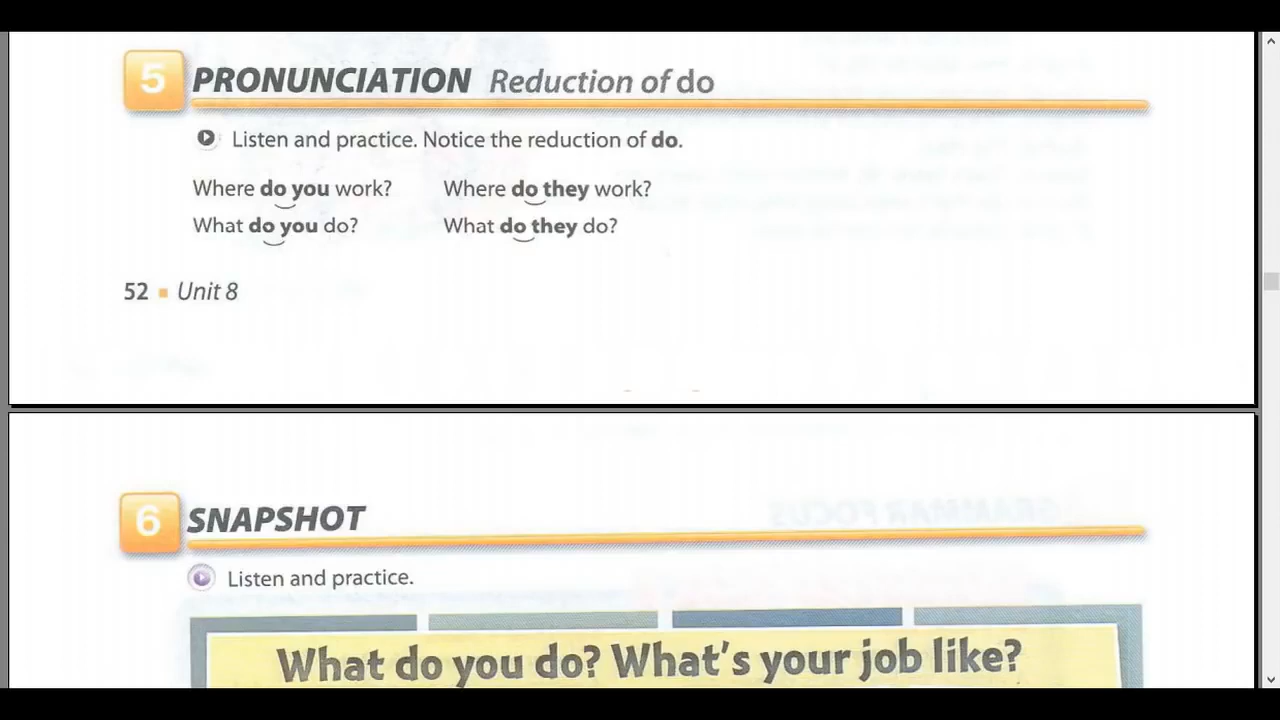 5 PRONUNCIATION Reduction of do
Listen and practice. Notice the reduction of do.
Where do you work? Where do they work?
What do you do? What do they do?
52 ▪ Unit 8
6 SNAPSHOT
Listen and practice.
What do you do? What's your job like?